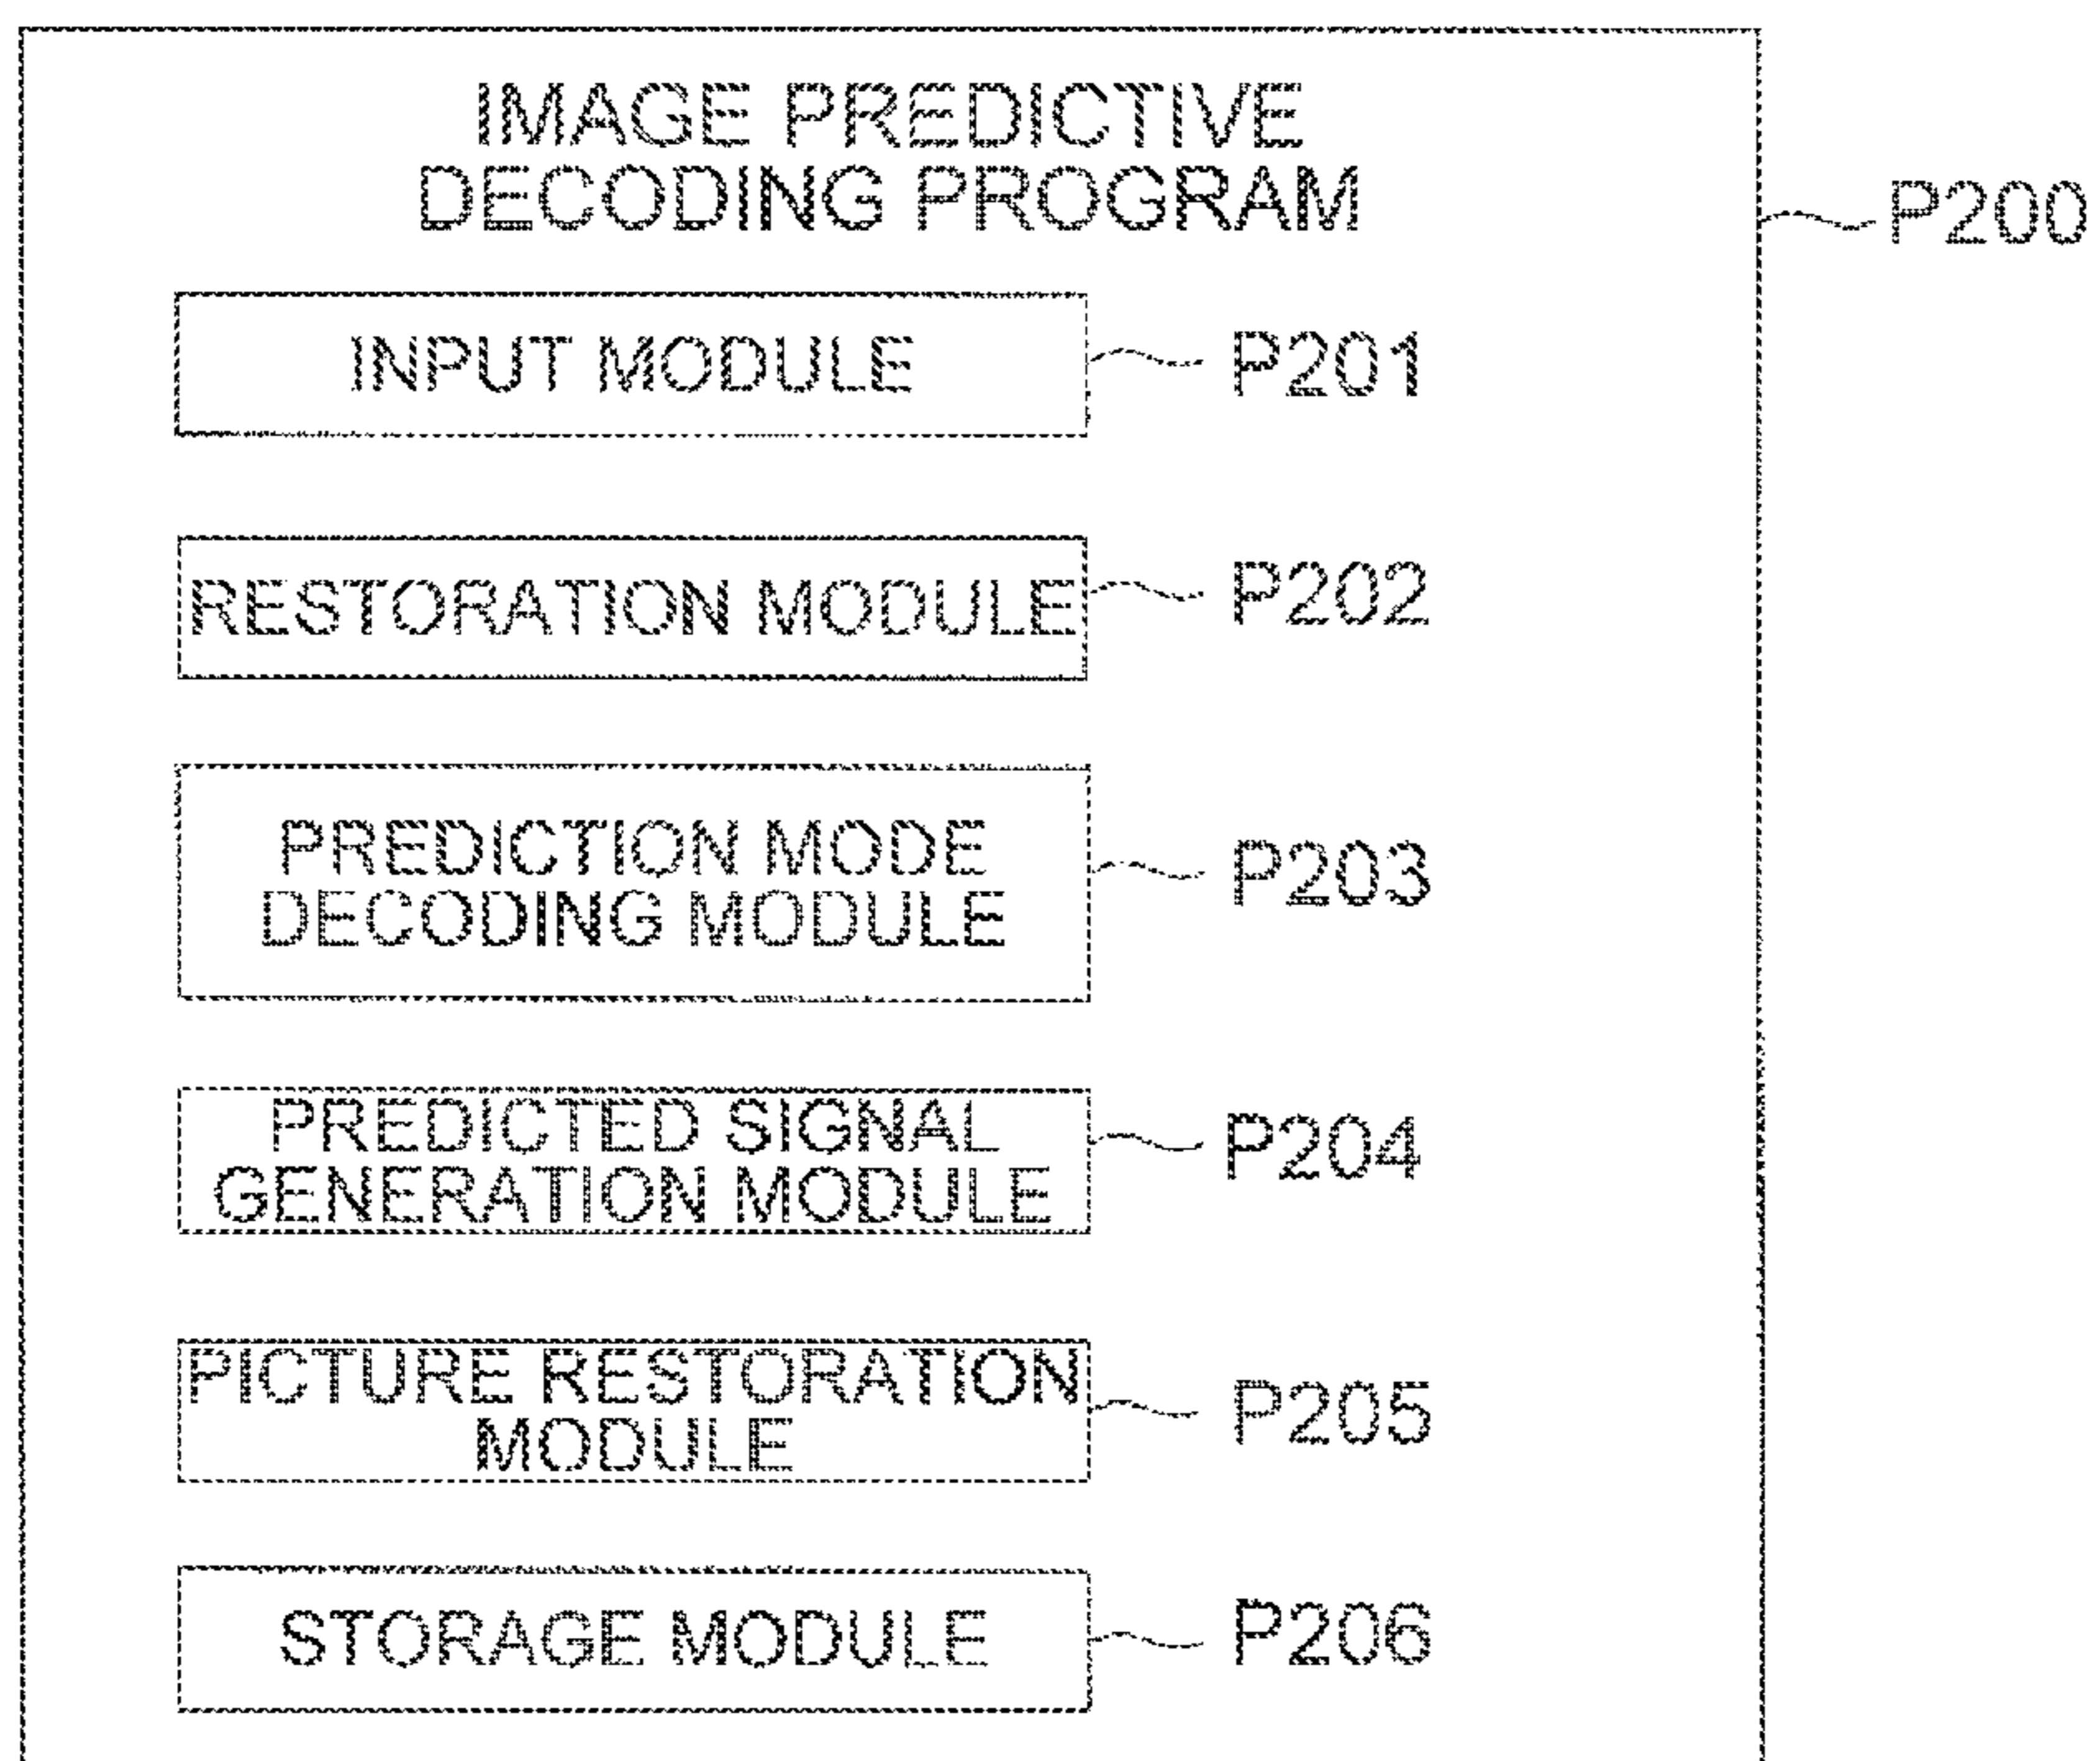 IMAGE PREDICTIVE
DECODING PROGRAM
P200
INPUT MODULE
P201
RESTORATION MODULE
P202
PREDICTION MODE
DECODING MODULE
P203
PREDICTED SIGNAL
GENERATION MODULE
P204
PICTURE RESTORATION
MODULE
P205
STORAGE MODULE
P206